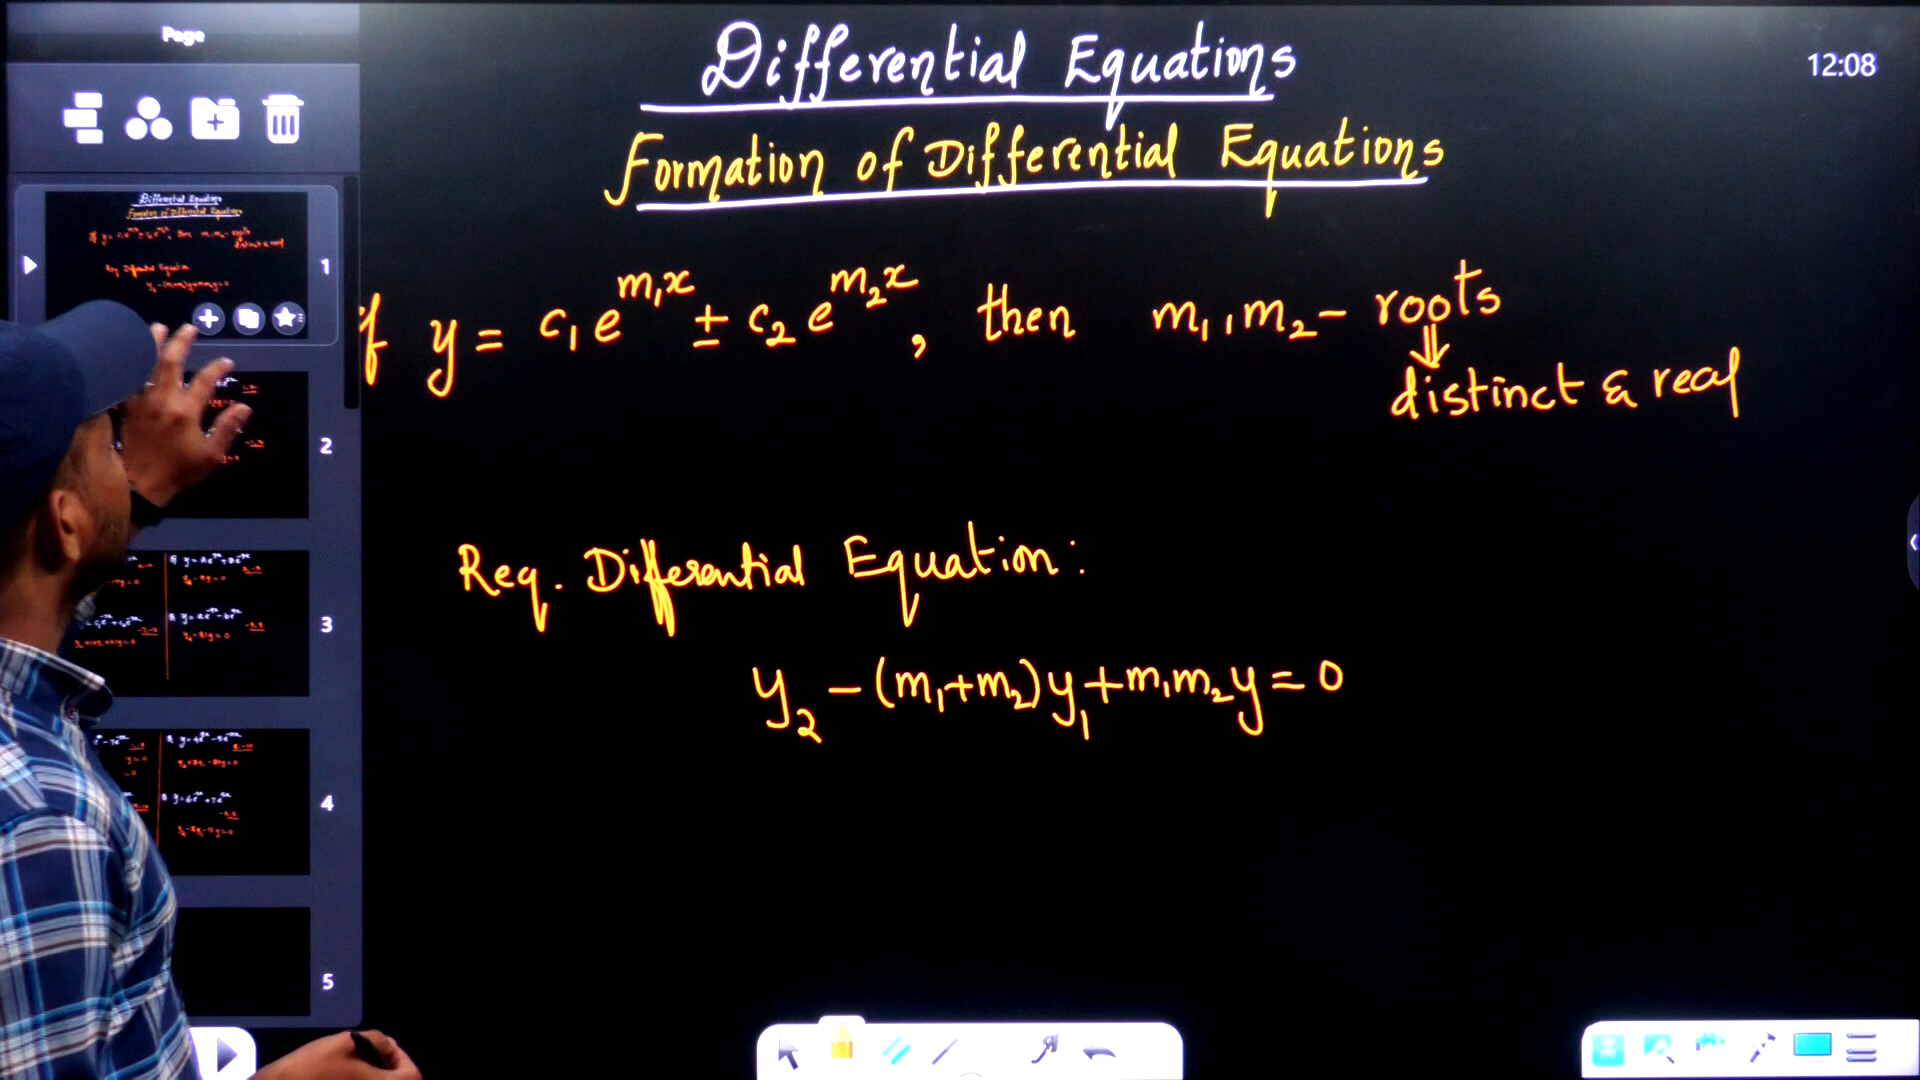 Page
12:08
Differential Equations
Formation of Differential Equations
If y = c₁e^{m₁x} ± c₂e^{m₂x}, then m₁, m₂ - roots
⇓
distinct & real
Req. Differential Equation:
y₂ - (m₁+m₂)y₁ + m₁m₂y = 0
1
2
3
4
5